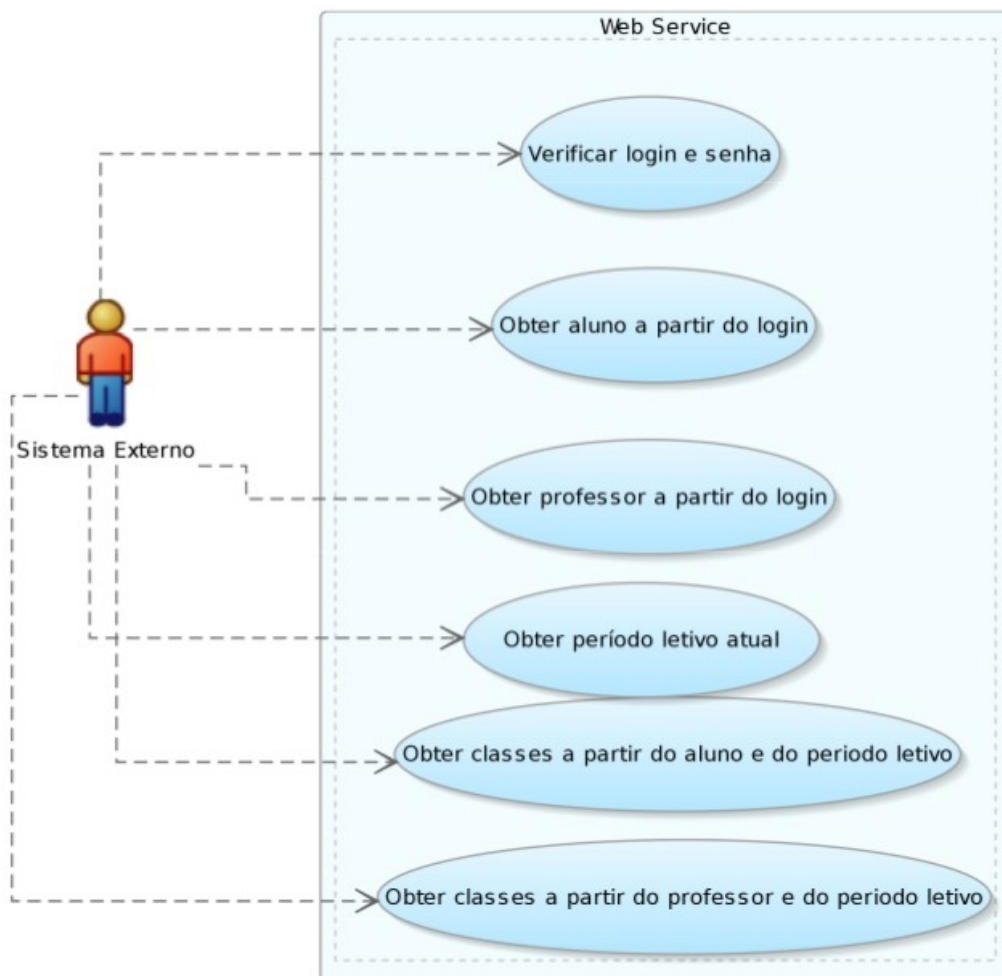 Web Service
Verificar login e senha
Obter aluno a partir do login
Sistema Externo
Obter professor a partir do login
Obter período letivo atual
Obter classes a partir do aluno e do periodo letivo
Obter classes a partir do professor e do periodo letivo